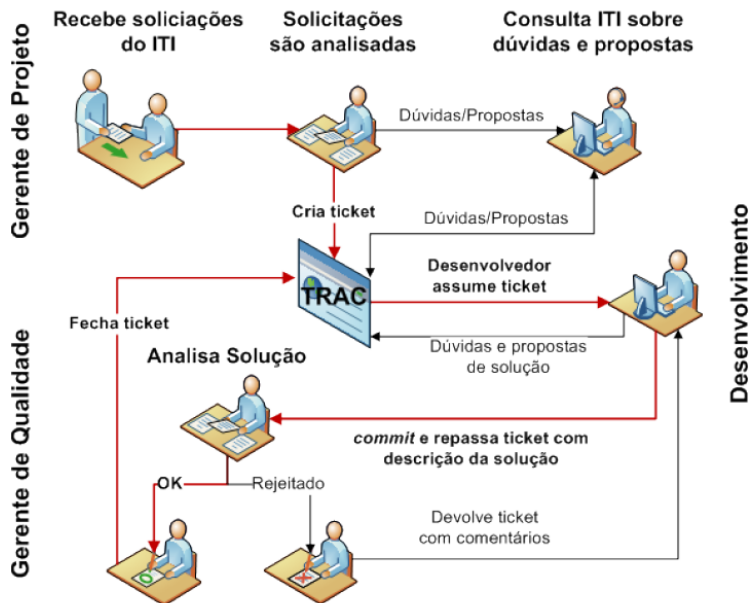 Recebe soliciações
do ITI
Solicitações
são analisadas
Consulta ITI sobre
dúvidas e propostas
Gerente de Projeto
Dúvidas/Propostas
Cria ticket
Dúvidas/Propostas
Desenvolvimento
TRAC
Desenvolvedor
assume ticket
Fecha ticket
Dúvidas e propostas
de solução
Analisa Solução
Gerente de Qualidade
commit e repassa ticket com
descrição da solução
OK
Rejeitado
Devolve ticket
com comentários